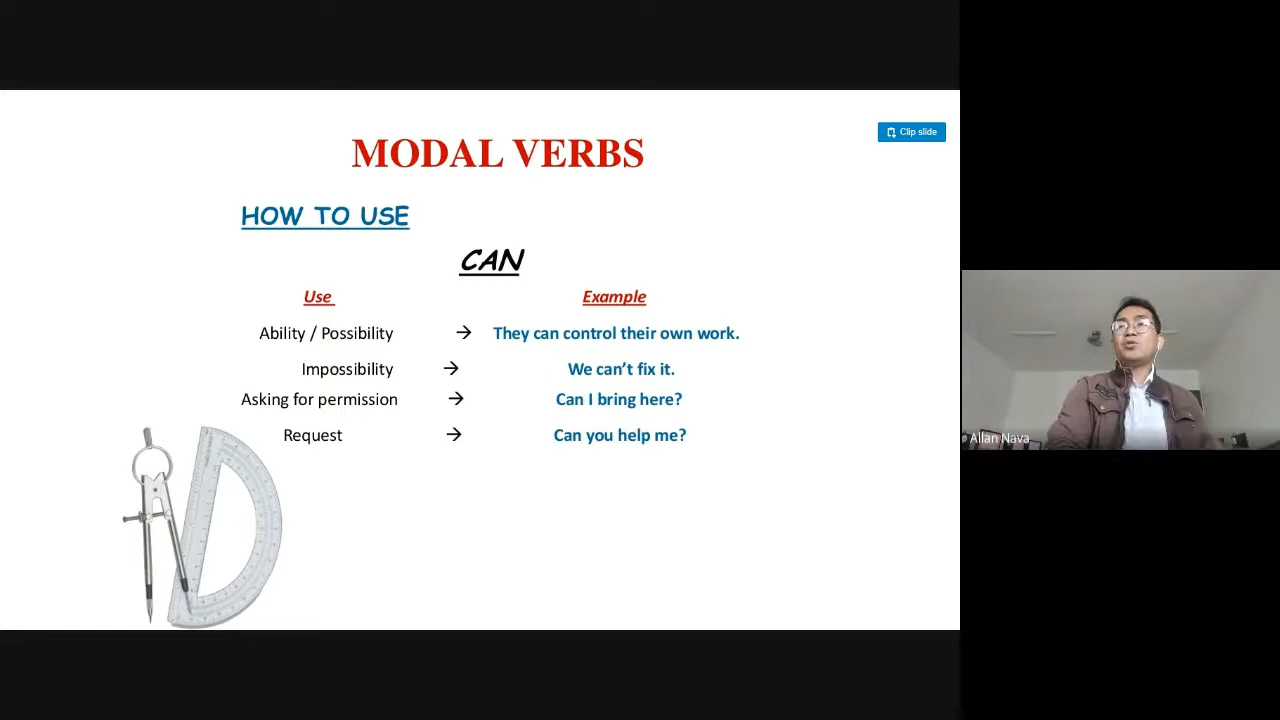 Clip slide
MODAL VERBS
HOW TO USE
CAN
Use Example
Ability / Possibility → They can control their own work.
Impossibility → We can’t fix it.
Asking for permission → Can I bring here?
Request → Can you help me?
Allan Nava